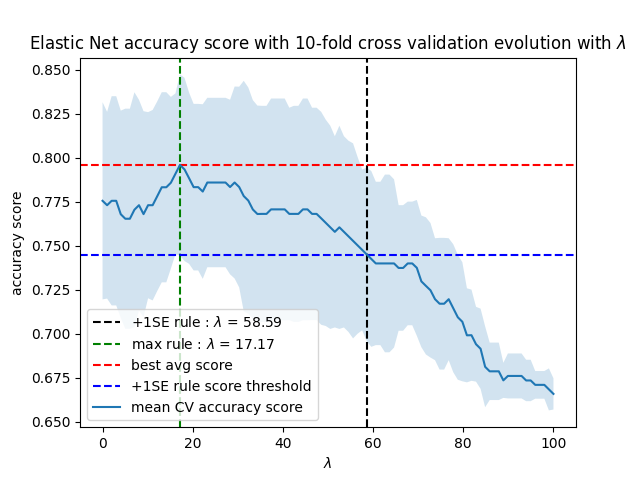 Elastic Net accuracy score with 10-fold cross validation evolution with λ
accuracy score
0.850
0.825
0.800
0.775
0.750
0.725
0.700
0.675
0.650
+1SE rule : λ = 58.59
max rule : λ = 17.17
best avg score
+1SE rule score threshold
mean CV accuracy score
0 20 40 60 80 100
λ